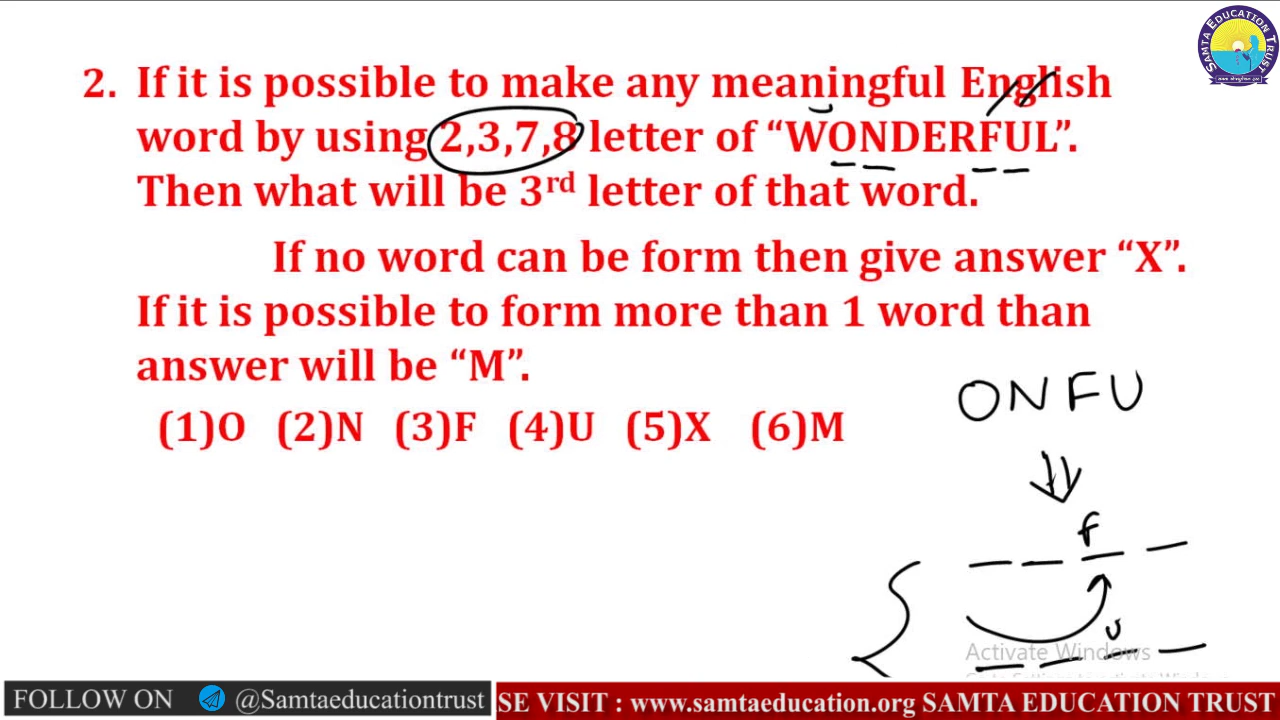 SAMTA EDUCATION TRUST
2. If it is possible to make any meaningful English
word by using 2,3,7,8 letter of “WONDERFUL”.
Then what will be 3rd letter of that word.
If no word can be form then give answer “X”.
If it is possible to form more than 1 word than
answer will be “M”.
(1)O (2)N (3)F (4)U (5)X (6)M
ONFU
f
U
Activate Windows
FOLLOW ON @Samtaeducationtrust SE VISIT : www.samtaeducation.org SAMTA EDUCATION TRUST